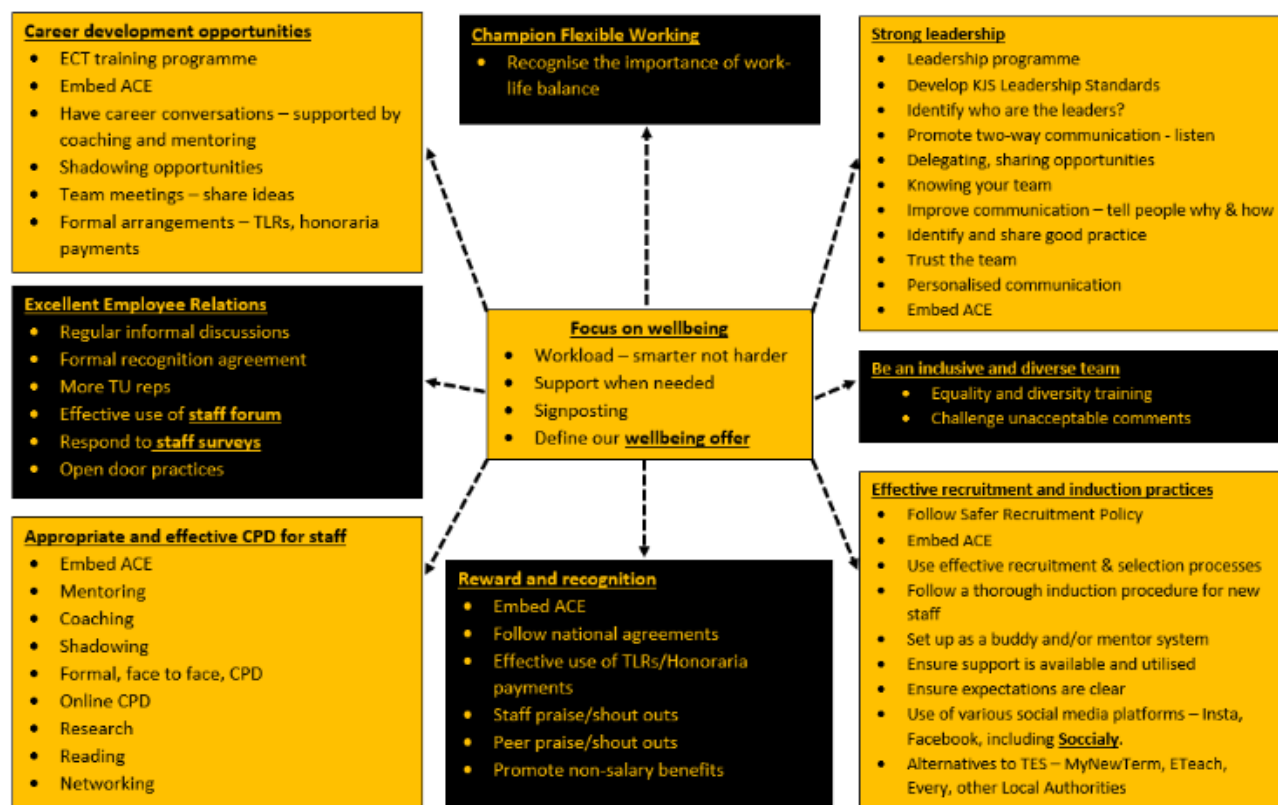 Career development opportunities
• ECT training programme
• Embed ACE
• Have career conversations – supported by
coaching and mentoring
• Shadowing opportunities
• Team meetings – share ideas
• Formal arrangements – TLRs, honoraria
payments
Champion Flexible Working
• Recognise the importance of work-
life balance
Strong leadership
• Leadership programme
• Develop KJS Leadership Standards
• Identify who are the leaders?
• Promote two-way communication - listen
• Delegating, sharing opportunities
• Knowing your team
• Improve communication – tell people why & how
• Identify and share good practice
• Trust the team
• Personalised communication
• Embed ACE
Excellent Employee Relations
• Regular informal discussions
• Formal recognition agreement
• More TU reps
• Effective use of staff forum
• Respond to staff surveys
• Open door practices
Focus on wellbeing
• Workload – smarter not harder
• Support when needed
• Signposting
• Define our wellbeing offer
Be an inclusive and diverse team
• Equality and diversity training
• Challenge unacceptable comments
Appropriate and effective CPD for staff
• Embed ACE
• Mentoring
• Coaching
• Shadowing
• Formal, face to face, CPD
• Online CPD
• Research
• Reading
• Networking
Reward and recognition
• Embed ACE
• Follow national agreements
• Effective use of TLRs/Honoraria
payments
• Staff praise/shout outs
• Peer praise/shout outs
• Promote non-salary benefits
Effective recruitment and induction practices
• Follow Safer Recruitment Policy
• Embed ACE
• Use effective recruitment & selection processes
• Follow a thorough induction procedure for new
staff
• Set up as a buddy and/or mentor system
• Ensure support is available and utilised
• Ensure expectations are clear
• Use of various social media platforms – Insta,
Facebook, including Soccialy.
• Alternatives to TES – MyNewTerm, ETeach,
Every, other Local Authorities